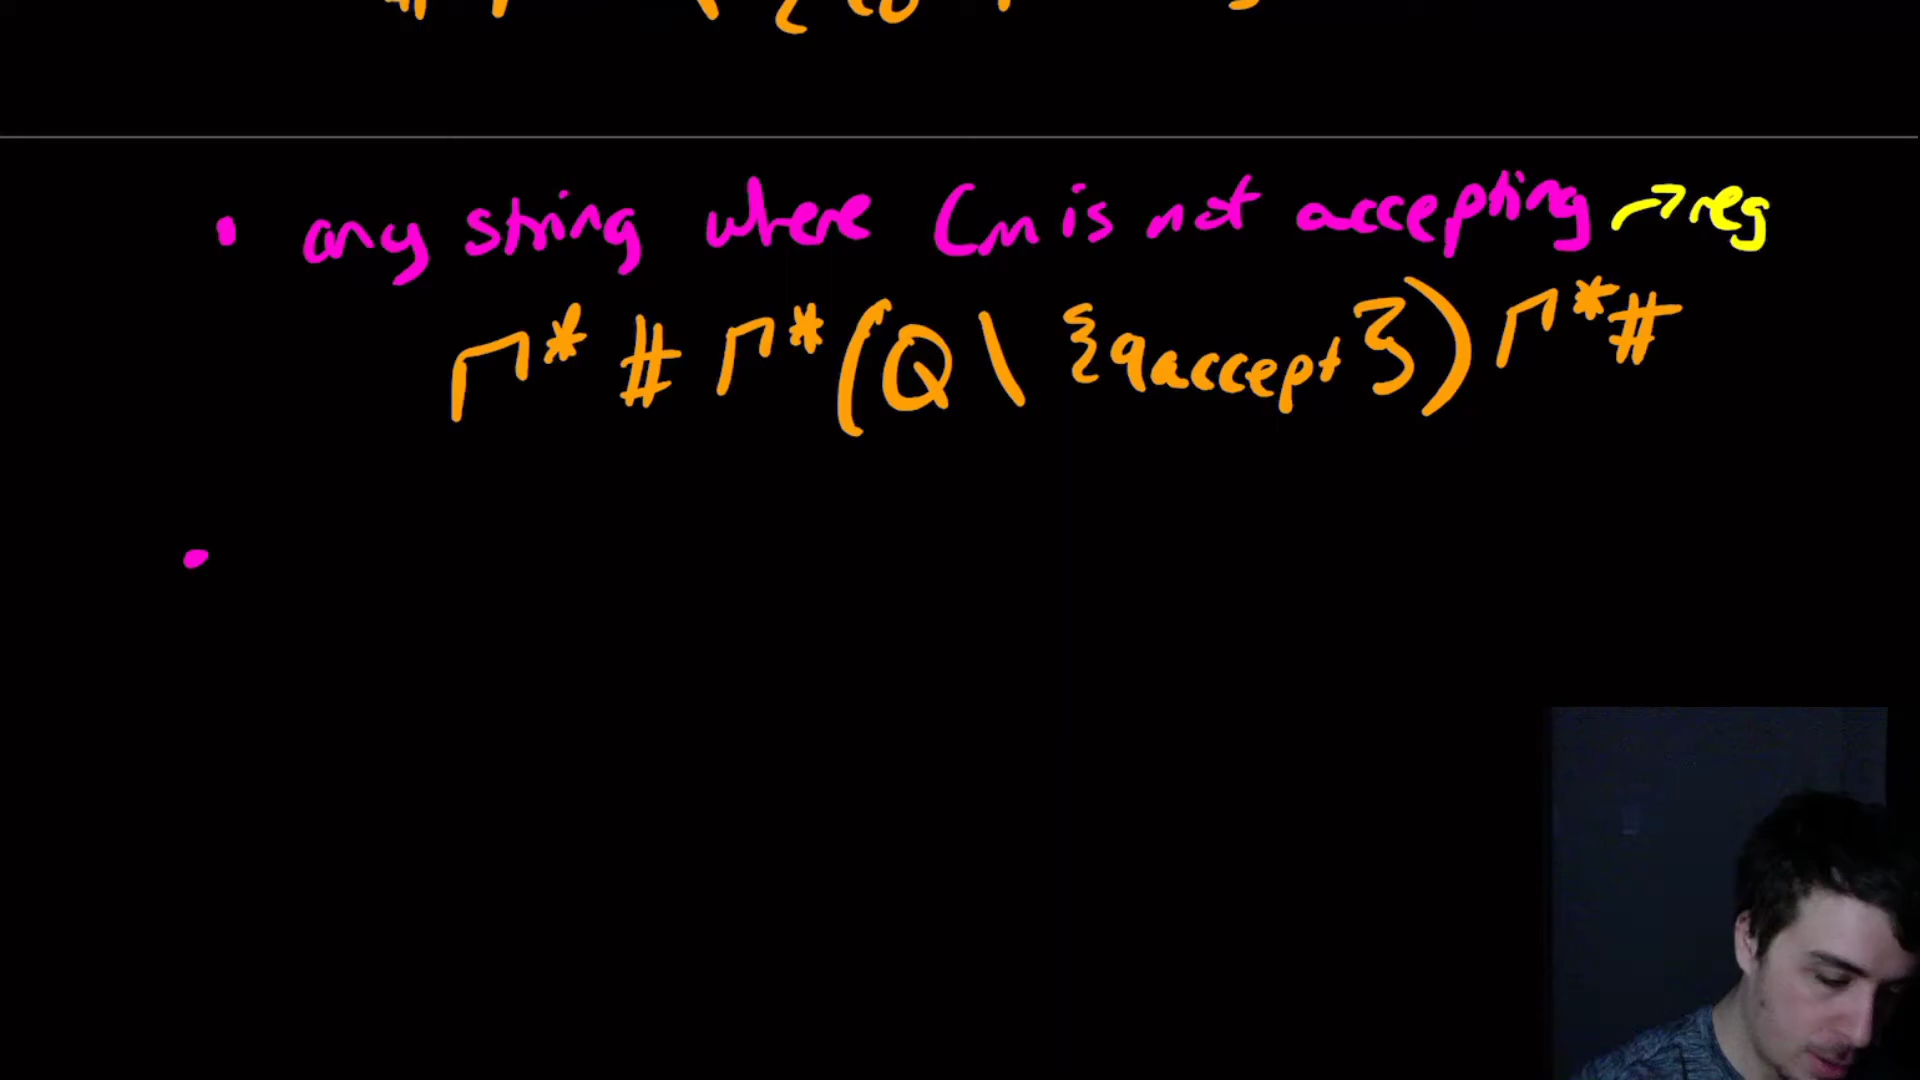 • any string where Cm is not accepting → reg
Γ* # Γ* (Q \ {qaccept}) Γ* #
•